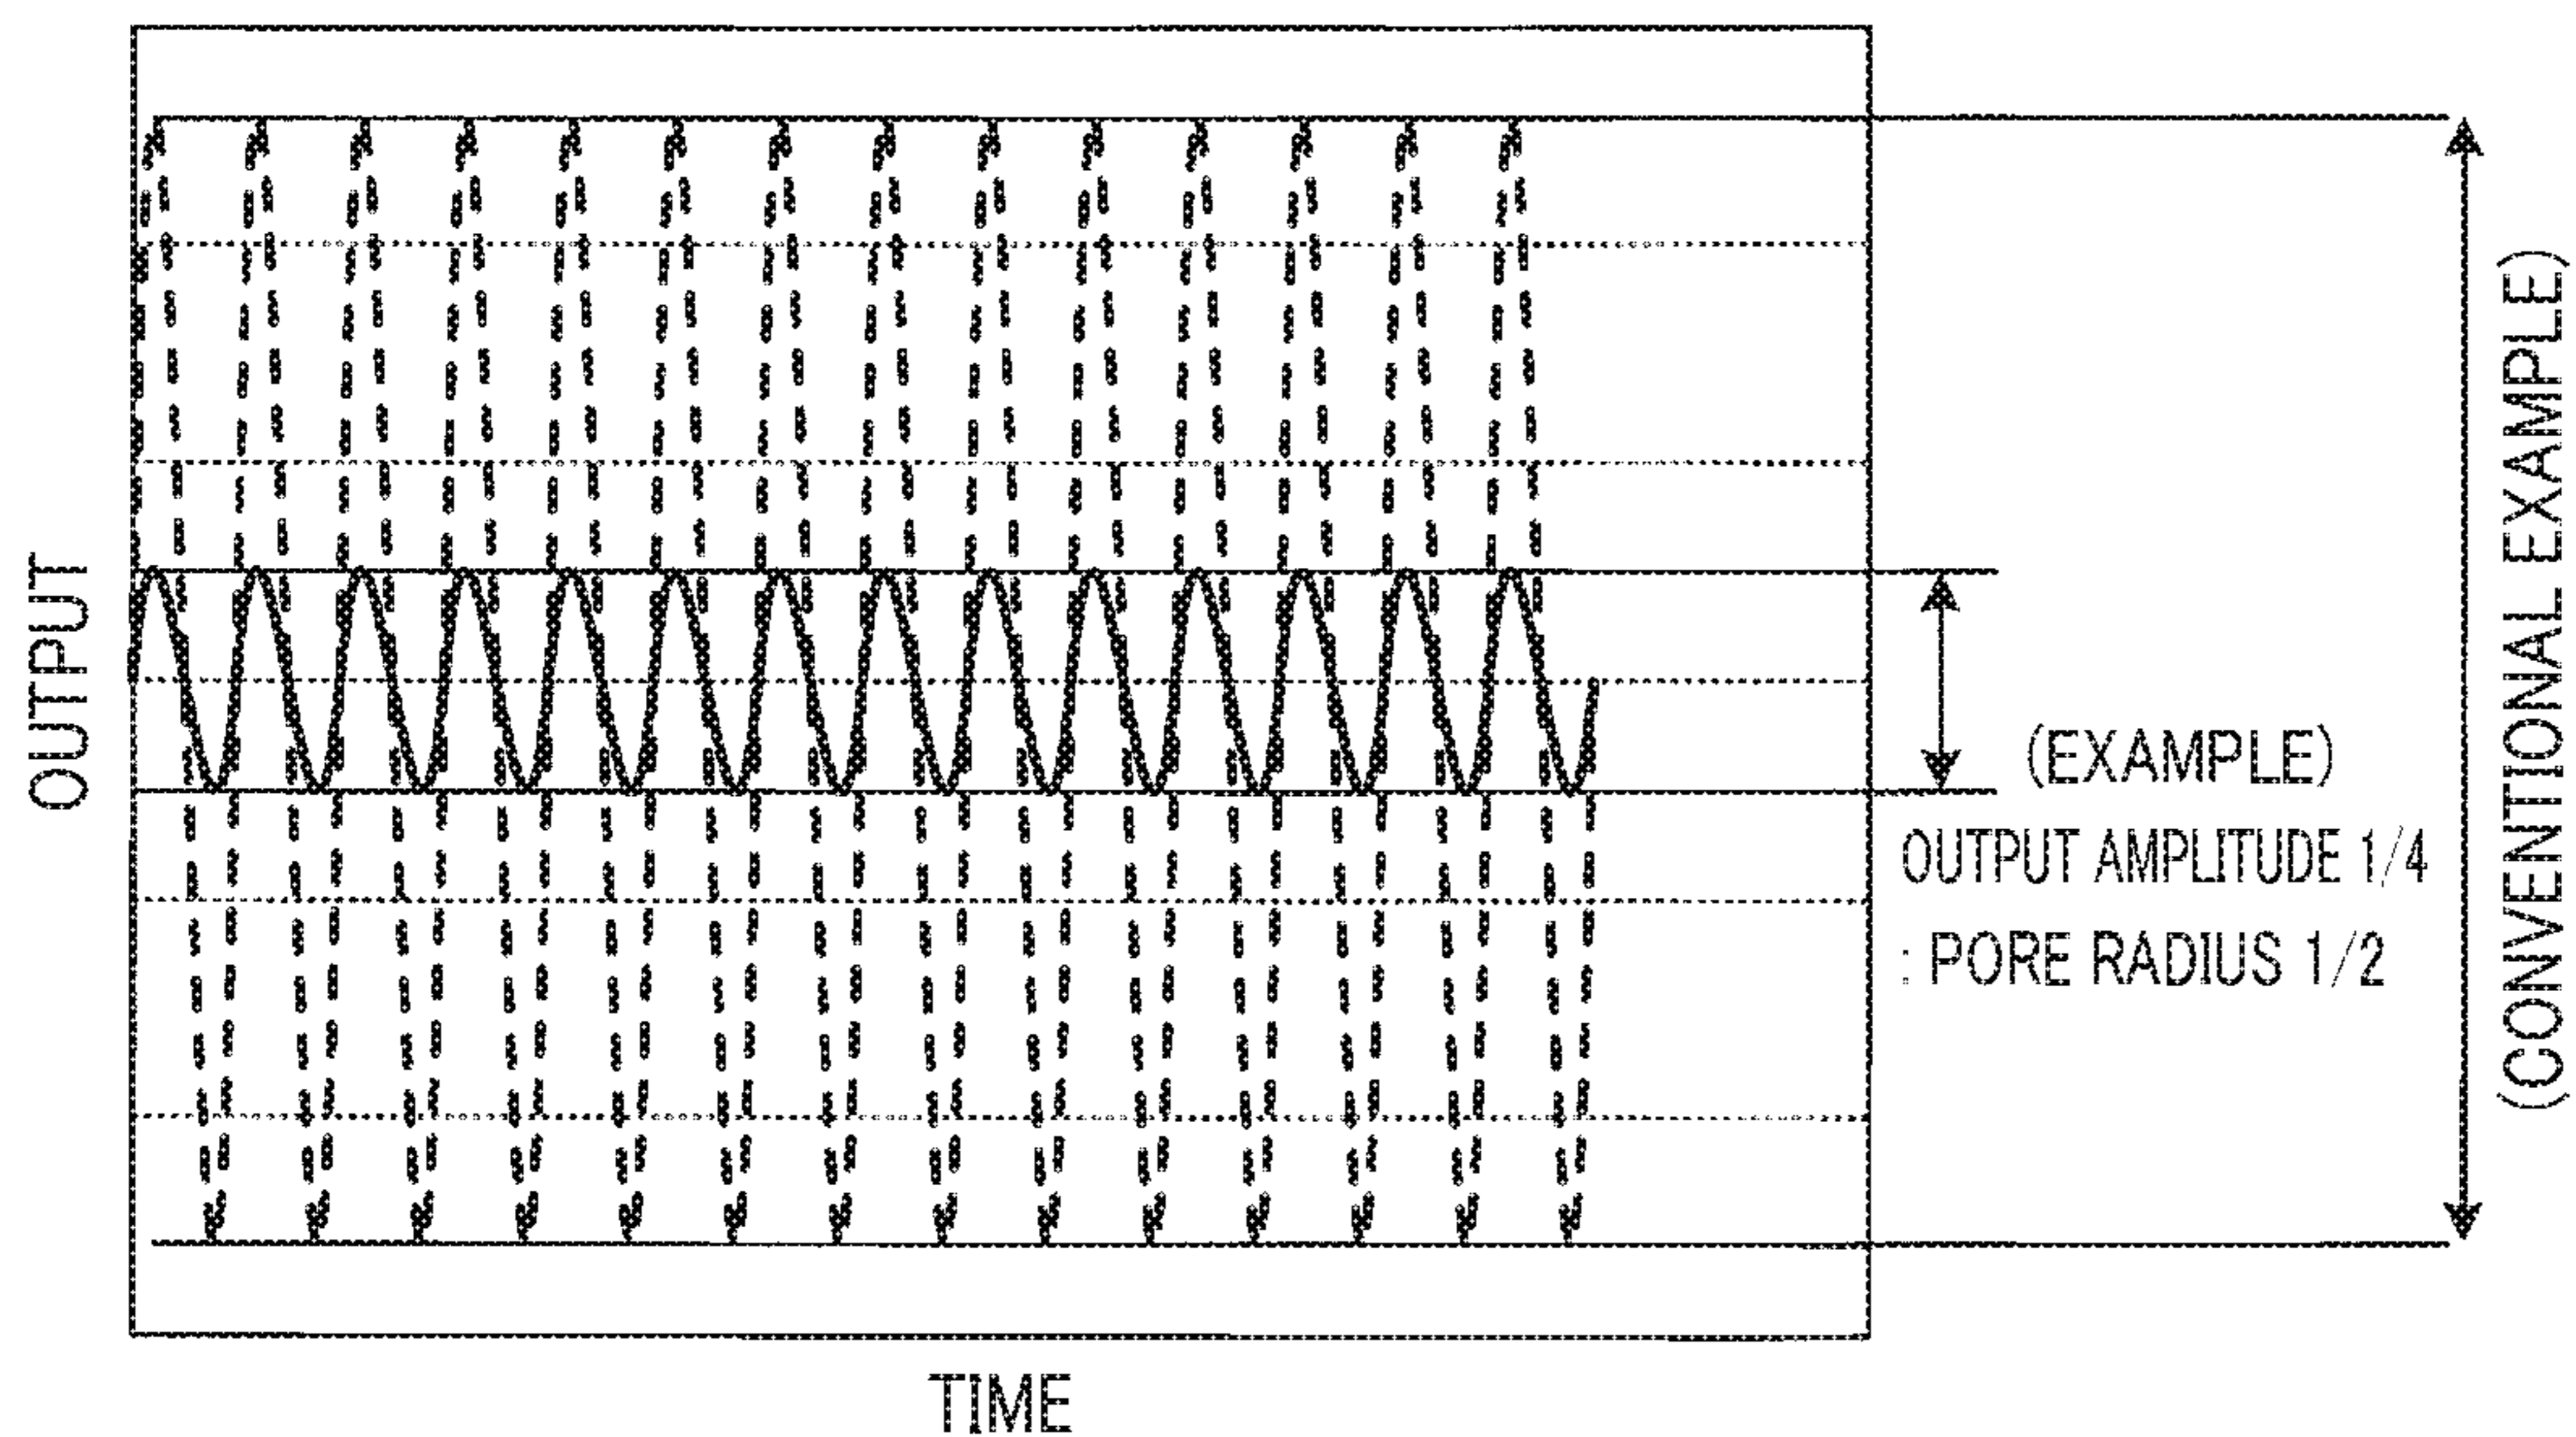 OUTPUT
(EXAMPLE)
OUTPUT AMPLITUDE 1/4
: PORE RADIUS 1/2
(CONVENTIONAL EXAMPLE)
TIME